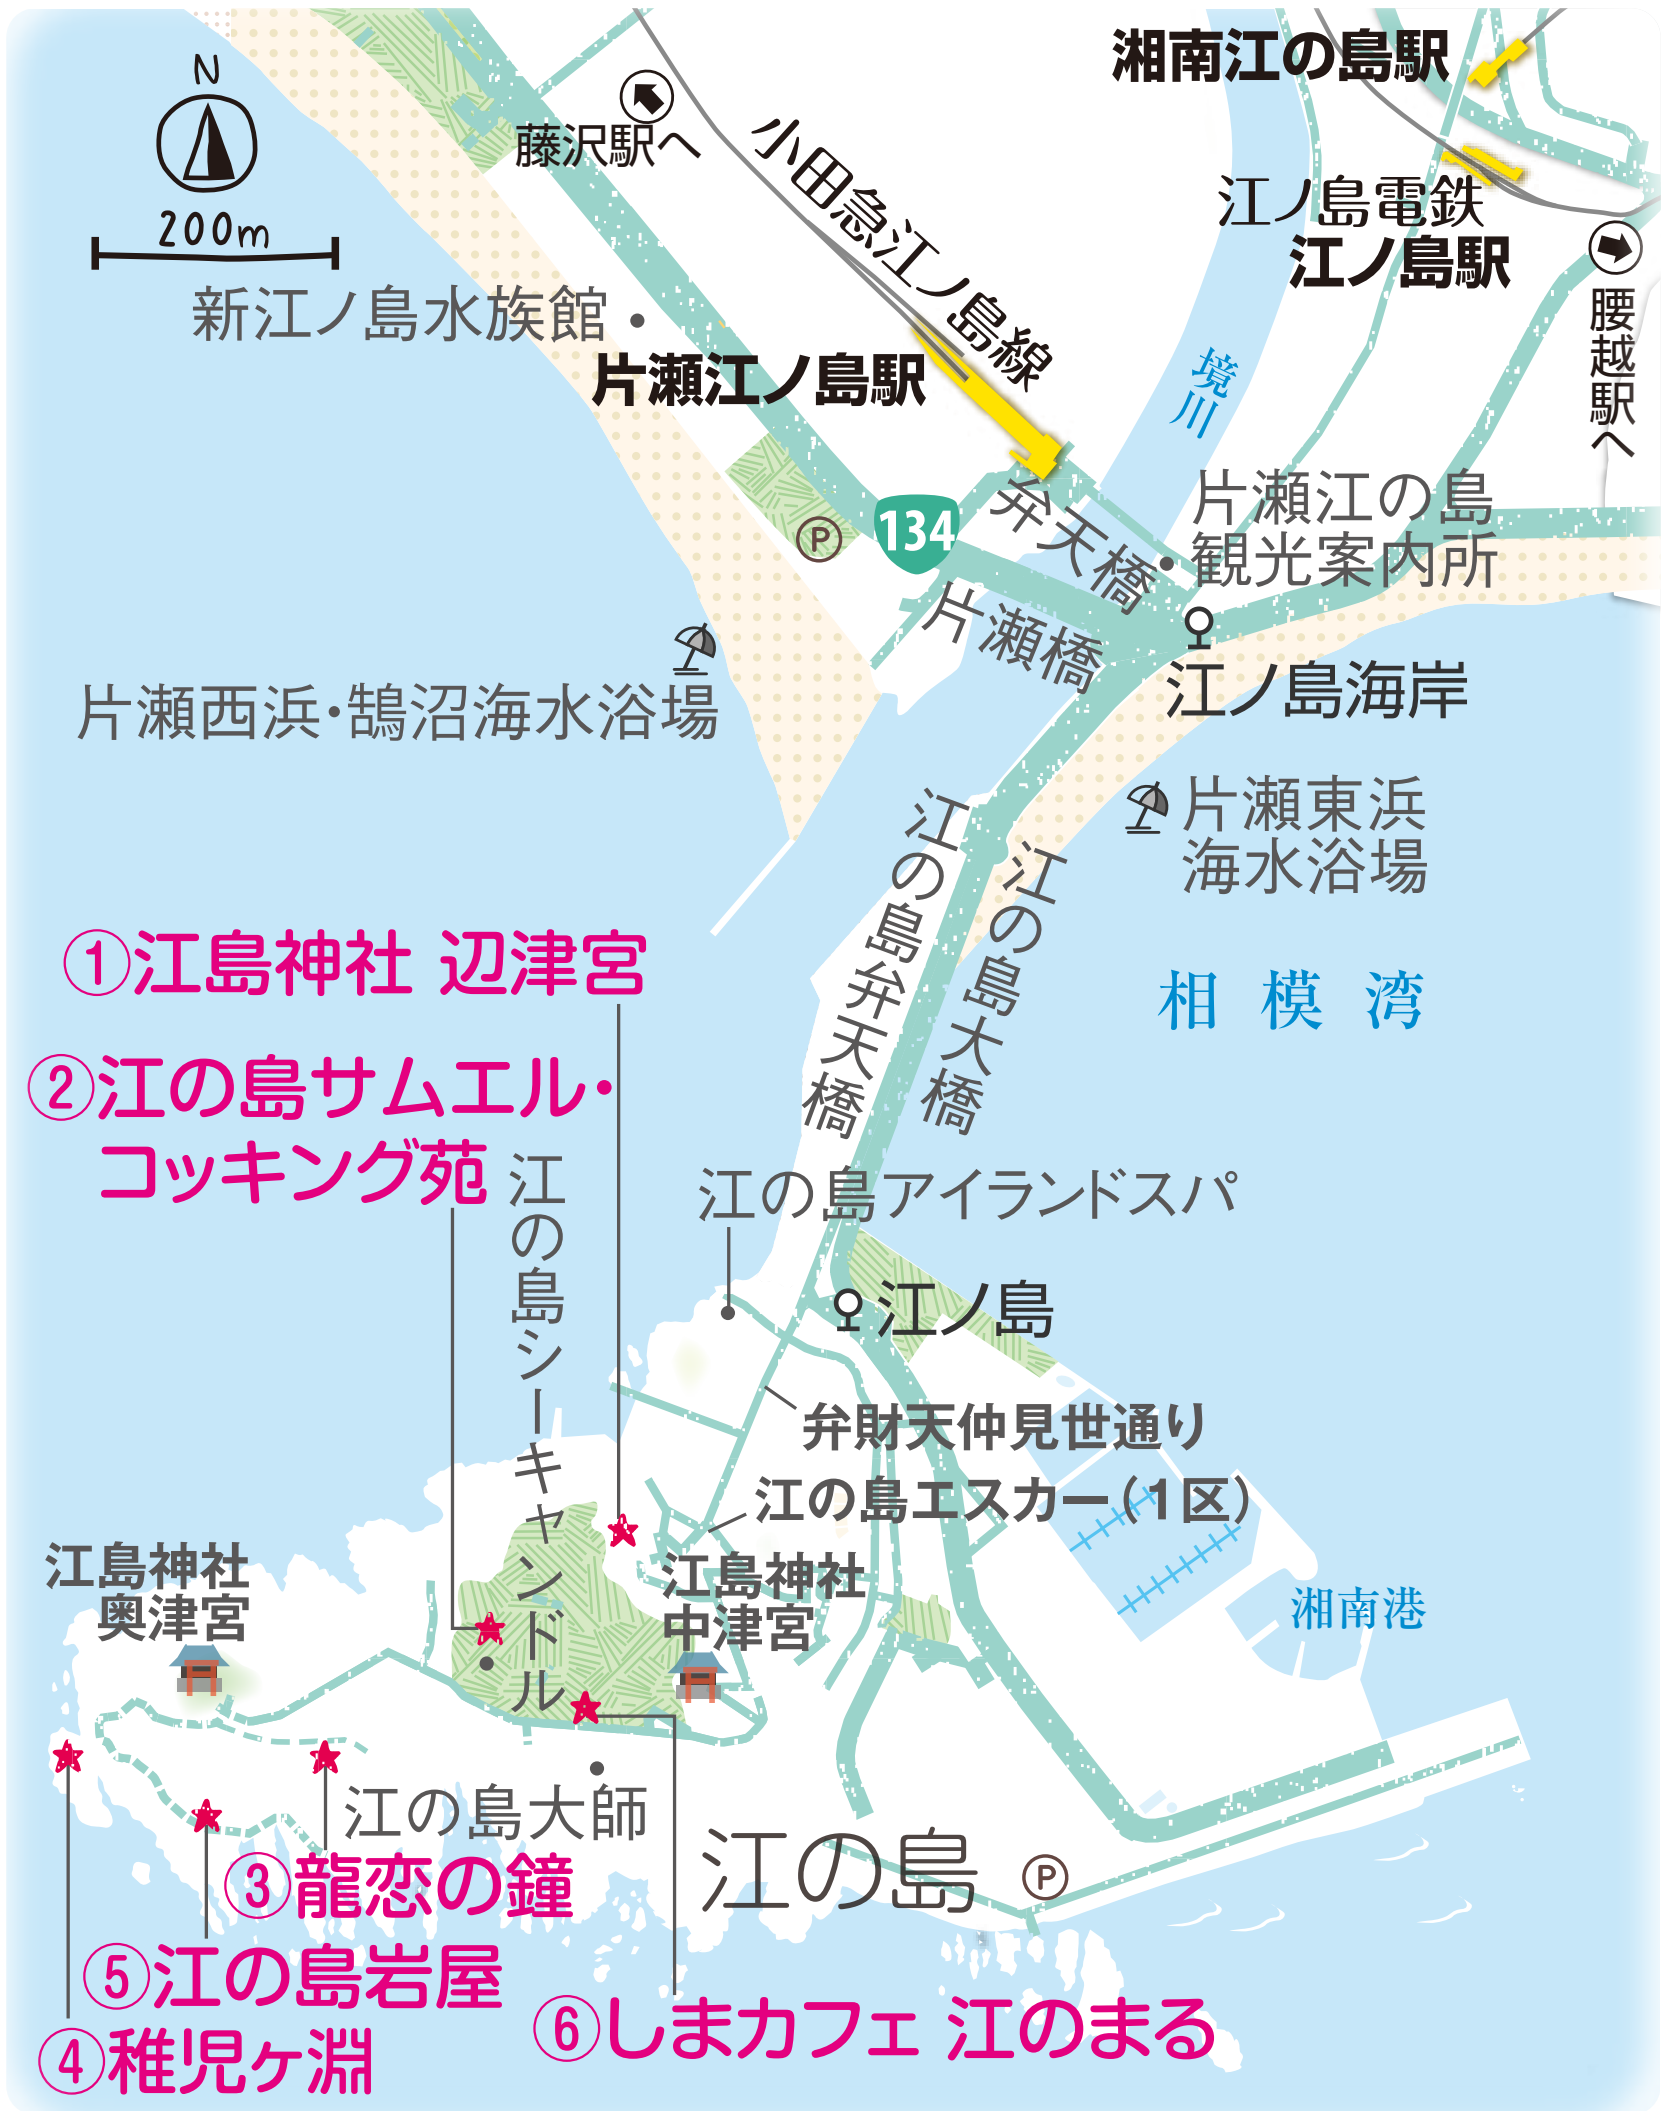 湘南江の島駅
N
200m
藤沢駅へ
小田急江ノ島線
江ノ島電鉄
江ノ島駅
腰越駅へ
新江ノ島水族館
片瀬江ノ島駅
境川
134
P
弁天橋
片瀬江の島
観光案内所
片瀬橋
江ノ島海岸
片瀬西浜・鵠沼海水浴場
片瀬東浜
海水浴場
江の島弁天橋
江の島大橋
相模湾
①江島神社 辺津宮
②江の島サムエル・
コッキング苑
江の島シーキャンドル
江の島アイランドスパ
江ノ島
弁財天仲見世通り
江の島エスカー(1区)
江島神社
奥津宮
江島神社
中津宮
湘南港
江の島大師
江の島
P
③龍恋の鐘
⑤江の島岩屋
④稚児ヶ淵
⑥しまカフェ 江のまる